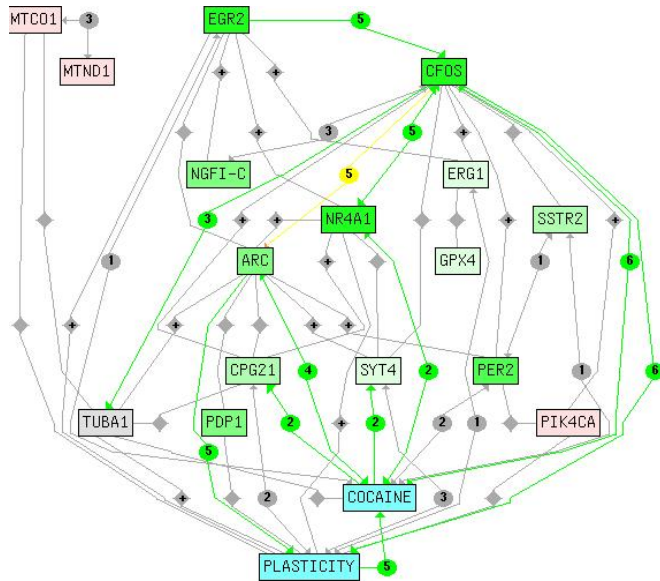 MTCO1 3 EGR2 5
MTND1 + + CFOS
+ 3 5 +
NGFI-C 5 ERG1
3 + NR4A1 + SSTR2
ARC GPX4
1 + 1 6
+ + + + +
CPG21 4 SYT4 2 PER2 1 6
TUBA1 PDP1 2 + 2 2 1 PIK4CA
5
+ 2 COCAINE 3
PLASTICITY 5